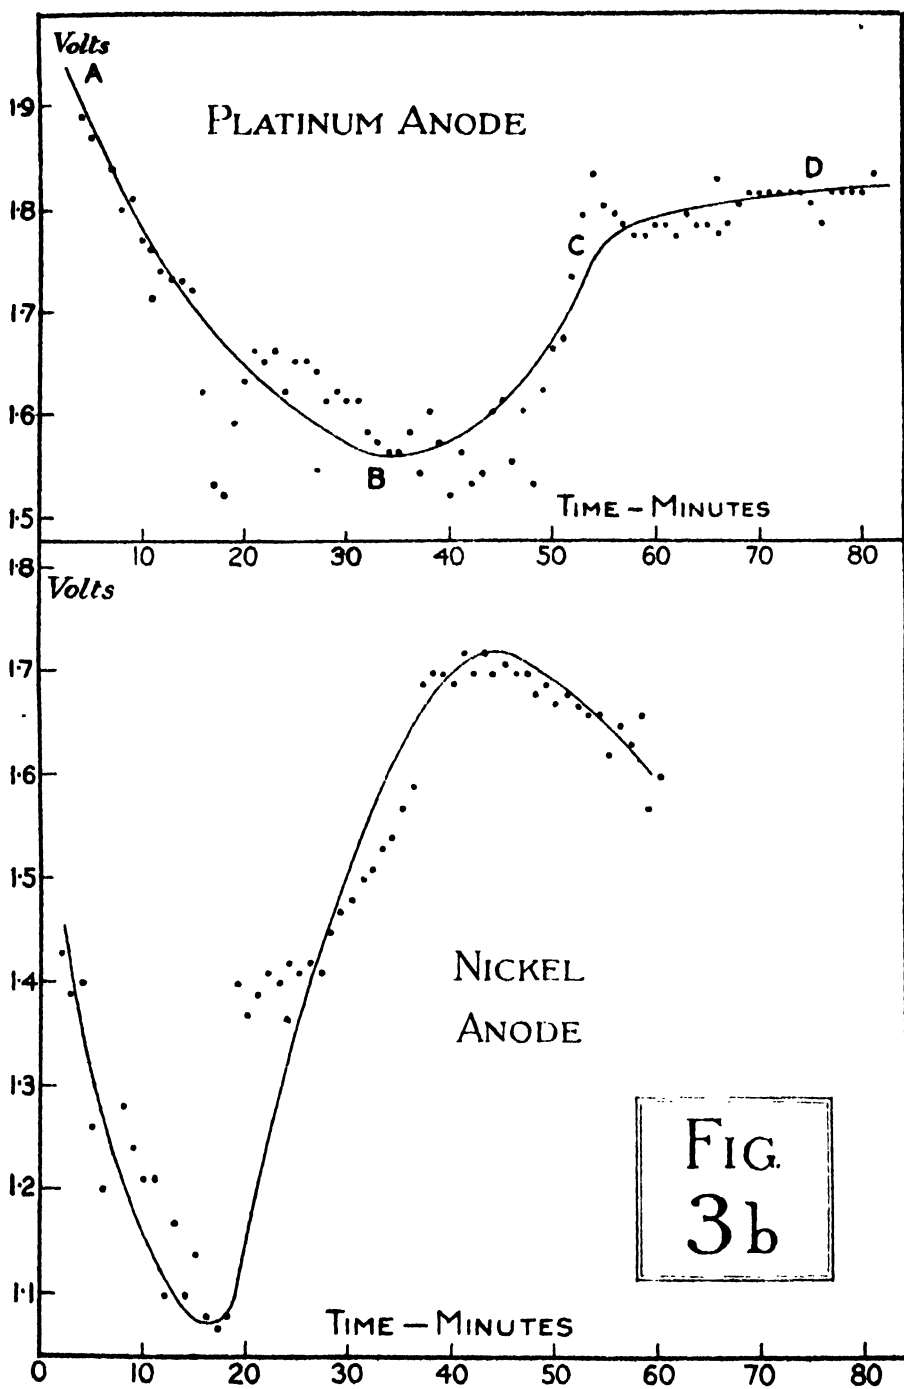 Volts
A
1·9
PLATINUM ANODE
D
1·8
C
1·7
1·6
B
TIME – MINUTES
1·5
10 20 30 40 50 60 70 80
1·8
Volts
1·7
1·6
1·5
NICKEL
1·4
ANODE
1·3
FIG.
1·2
3b
1·1
TIME – MINUTES
0 10 20 30 40 50 60 70 80